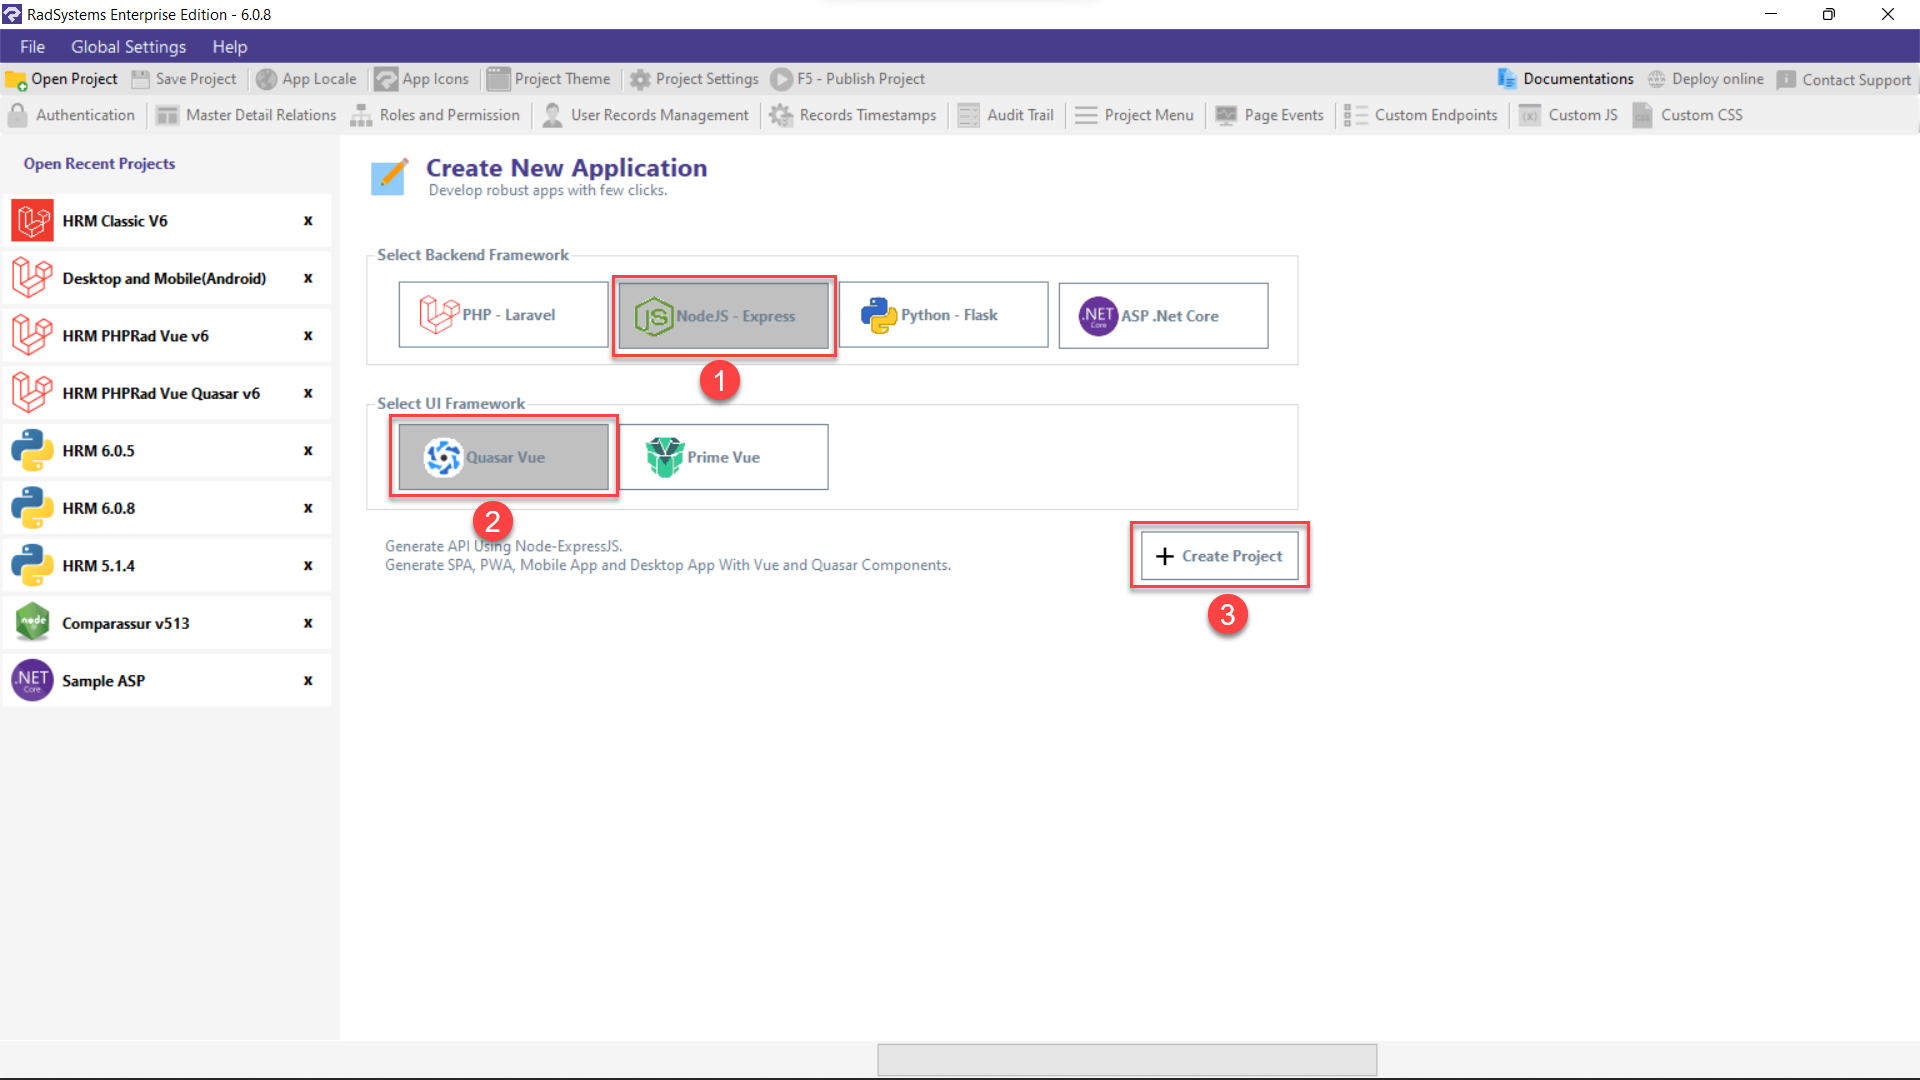 RadSystems Enterprise Edition - 6.0.8
File Global Settings Help
Open Project Save Project App Locale App Icons Project Theme Project Settings F5 - Publish Project Documentations Deploy online Contact Support
Authentication Master Detail Relations Roles and Permission User Records Management Records Timestamps Audit Trail Project Menu Page Events Custom Endpoints Custom JS Custom CSS
Open Recent Projects
HRM Classic V6 x
Desktop and Mobile(Android) x
HRM PHPRad Vue v6 x
HRM PHPRad Vue Quasar v6 x
HRM 6.0.5 x
HRM 6.0.8 x
HRM 5.1.4 x
node Comparassur v513 x
.NET Core Sample ASP x
Create New Application
Develop robust apps with few clicks.
Select Backend Framework
PHP - Laravel
JS NodeJS - Express
Python - Flask
.NET Core ASP .Net Core
1
Select UI Framework
Quasar Vue
Prime Vue
2
Generate API Using Node-ExpressJS.
Generate SPA, PWA, Mobile App and Desktop App With Vue and Quasar Components.
+ Create Project
3